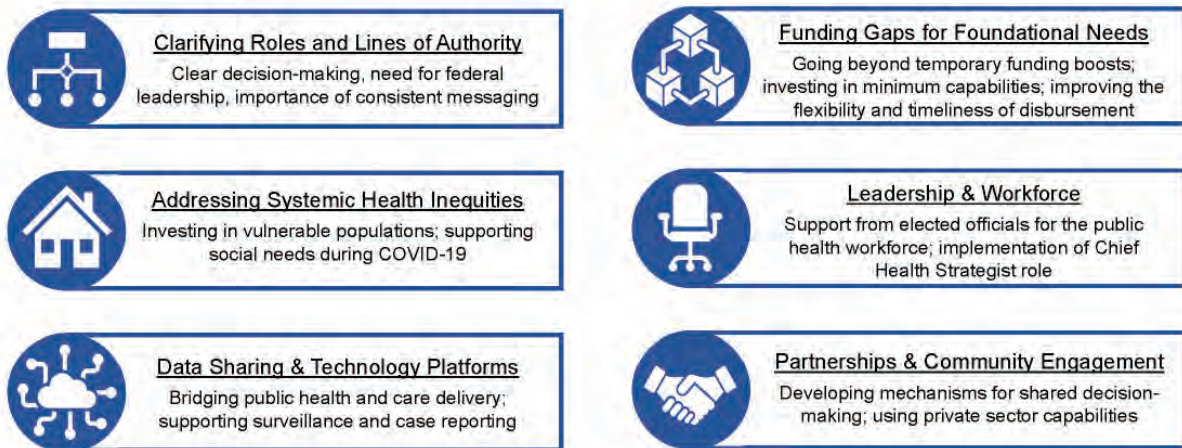 Clarifying Roles and Lines of Authority
Clear decision-making, need for federal
leadership, importance of consistent messaging
Funding Gaps for Foundational Needs
Going beyond temporary funding boosts;
investing in minimum capabilities; improving the
flexibility and timeliness of disbursement
Addressing Systemic Health Inequities
Investing in vulnerable populations; supporting
social needs during COVID-19
Leadership & Workforce
Support from elected officials for the public
health workforce; implementation of Chief
Health Strategist role
Data Sharing & Technology Platforms
Bridging public health and care delivery;
supporting surveillance and case reporting
Partnerships & Community Engagement
Developing mechanisms for shared decision-
making; using private sector capabilities